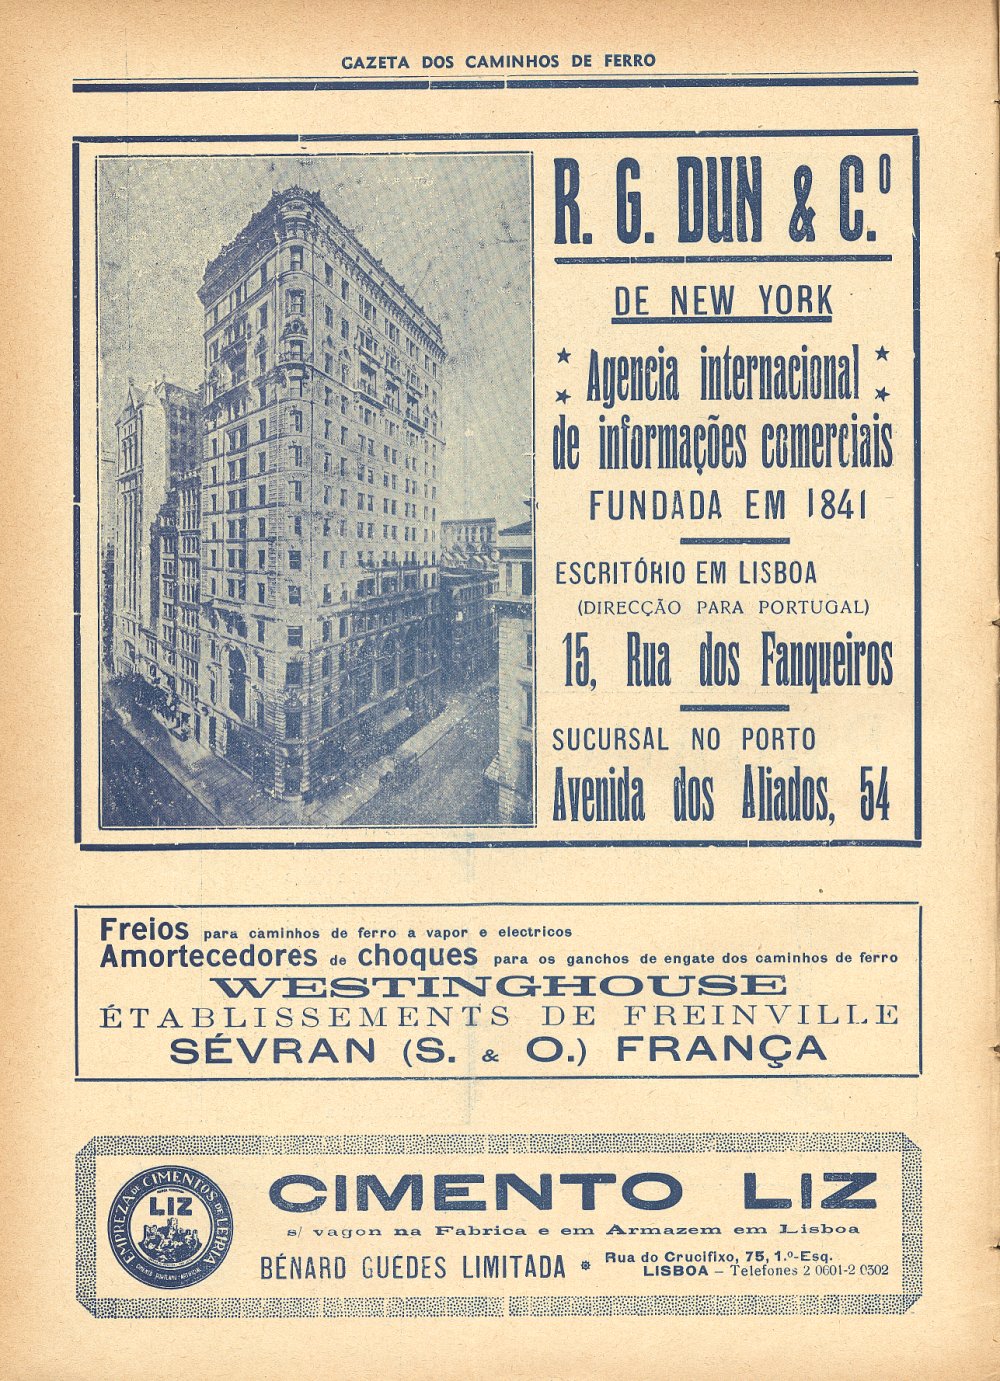 GAZETA DOS CAMINHOS DE FERRO
R. G. DUN & C.º
DE NEW YORK
Agencia internacional
de informações comerciais
FUNDADA EM 1841
ESCRITÓRIO EM LISBOA
(DIRECÇÃO PARA PORTUGAL)
15, Rua dos Fanqueiros
SUCURSAL NO PORTO
Avenida dos Aliados, 54
Freios para caminhos de ferro a vapor e electricos
Amortecedores de choques para os ganchos de engate dos caminhos de ferro
WESTINGHOUSE
ÉTABLISSEMENTS DE FREINVILLE
SÉVRAN (S. & O.) FRANÇA
EMPREZA DE CIMENTOS DE LEIRIA
LIZ
CIMENTO LIZ
s/ vagon na Fabrica e em Armazem em Lisboa
BÉNARD GUEDES LIMITADA * Rua do Crucifixo, 75, 1.º-Esq.
LISBOA — Telefones 2 0601-2 0302